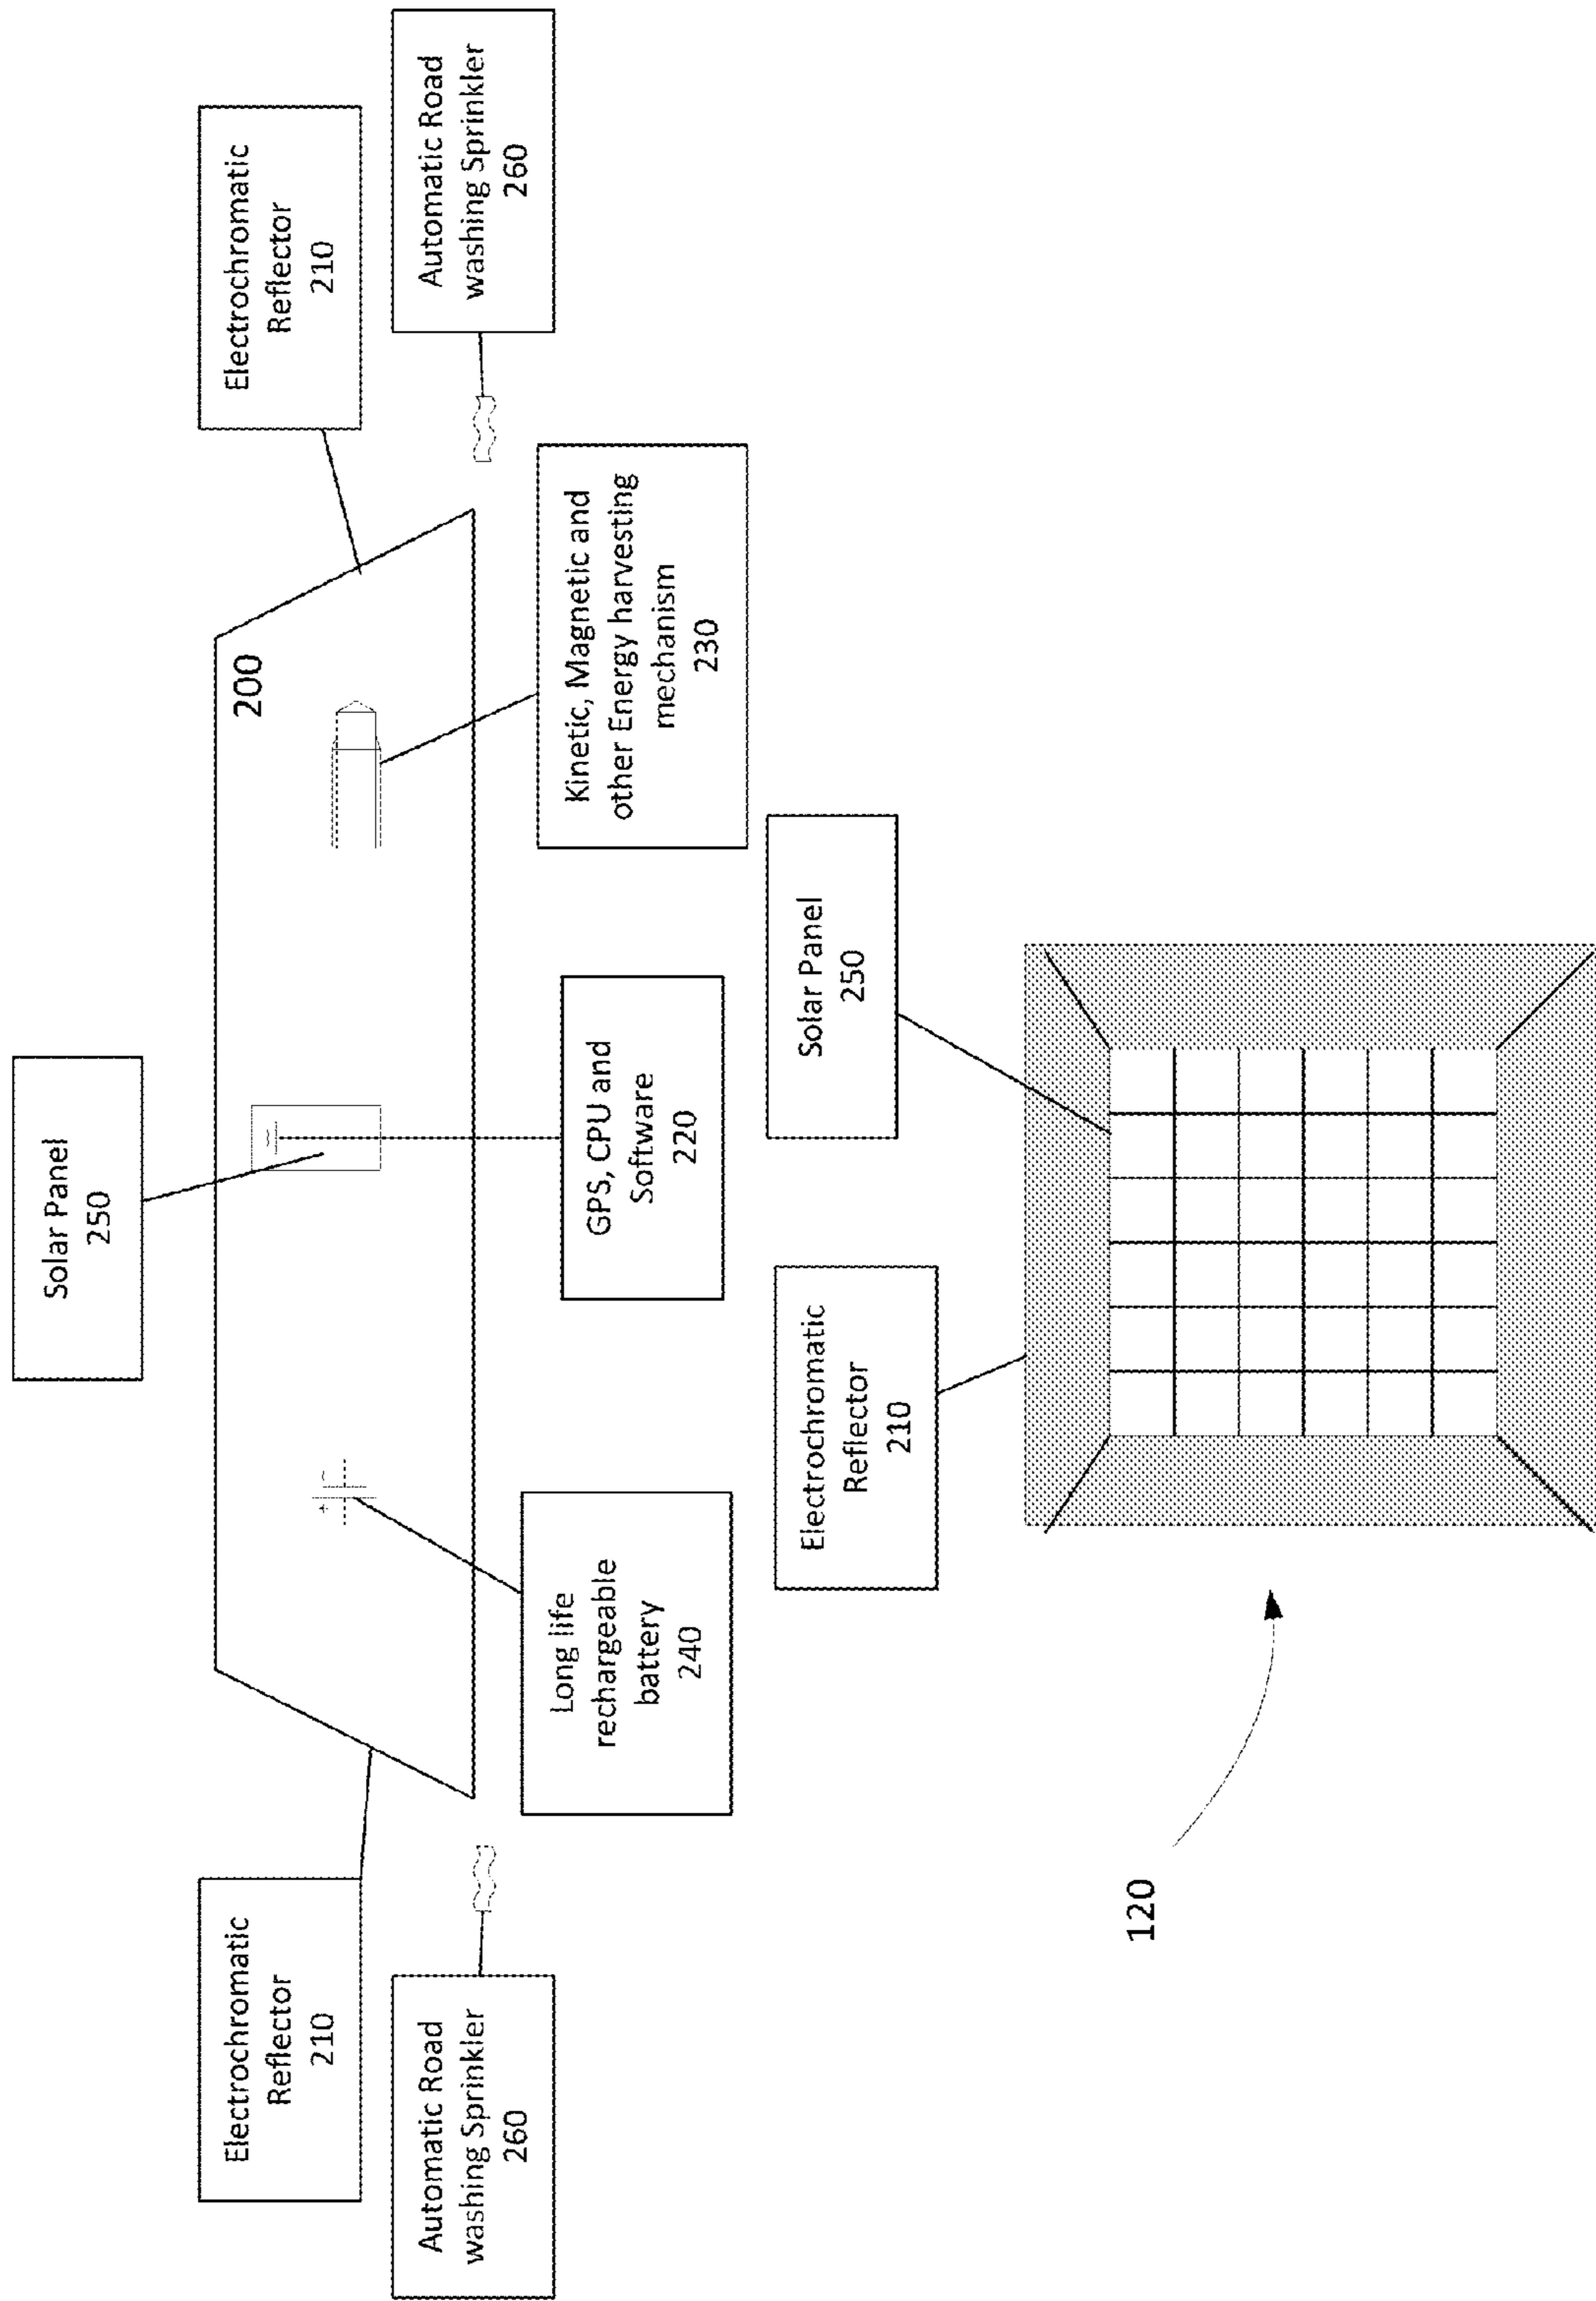 Solar Panel
250
Electrochromatic
Reflector
210
Electrochromatic
Reflector
210
200
Automatic Road
washing Sprinkler
260
Automatic Road
washing Sprinkler
260
Long life
rechargeable
battery
240
GPS, CPU and
Software
220
Kinetic, Magnetic and
other Energy harvesting
mechanism
230
Electrochromatic
Reflector
210
Solar Panel
250
120